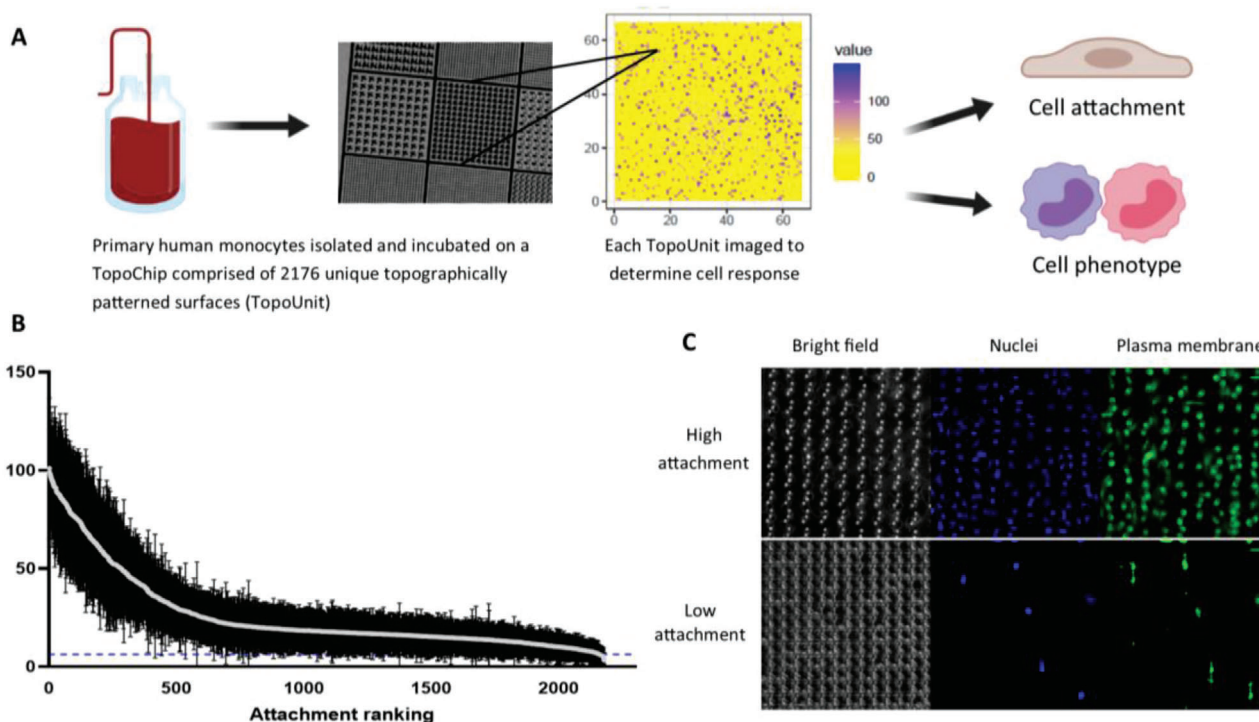 A
60
40
20
0
0
20
40
60
value
100
50
0
Cell attachment
Cell phenotype
Primary human monocytes isolated and incubated on a
TopoChip comprised of 2176 unique topographically
patterned surfaces (TopoUnit)
Each TopoUnit imaged to
determine cell response
B
150
100
50
0
0
500
1000
1500
2000
Attachment ranking
C
Bright field
Nuclei
Plasma membrane
High
attachment
Low
attachment